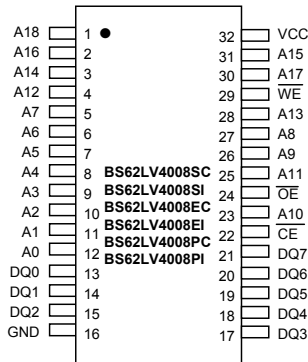 A18 1 32 VCC
A16 2 31 A15
A14 3 30 A17
A12 4 29 WE
A7 5 28 A13
A6 6 27 A8
A5 7 26 A9
A4 8 BS62LV4008SC 25 A11
A3 9 BS62LV4008SI 24 OE
A2 10 BS62LV4008EC 23 A10
A1 11 BS62LV4008EI 22 CE
A0 12 BS62LV4008PC 21 DQ7
DQ0 13 BS62LV4008PI 20 DQ6
DQ1 14 19 DQ5
DQ2 15 18 DQ4
GND 16 17 DQ3